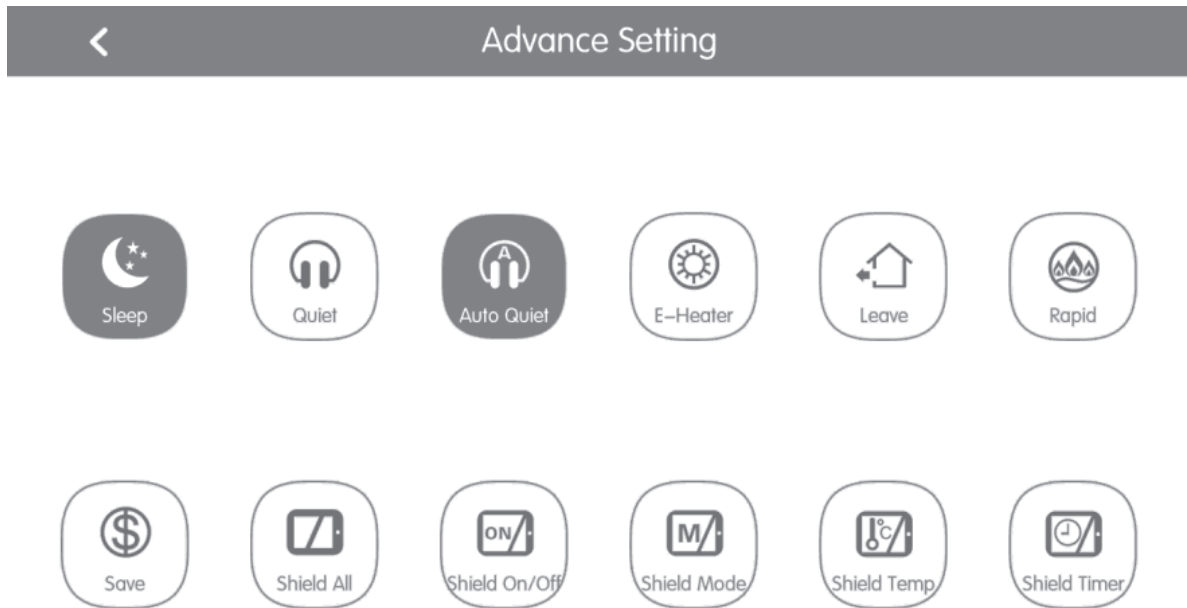 Advance Setting
A
Sleep
Quiet
Auto Quiet
E-Heater
Leave
Rapid
$
ON
M
°C
Save
Shield All
Shield On/Off
Shield Mode
Shield Temp
Shield Timer